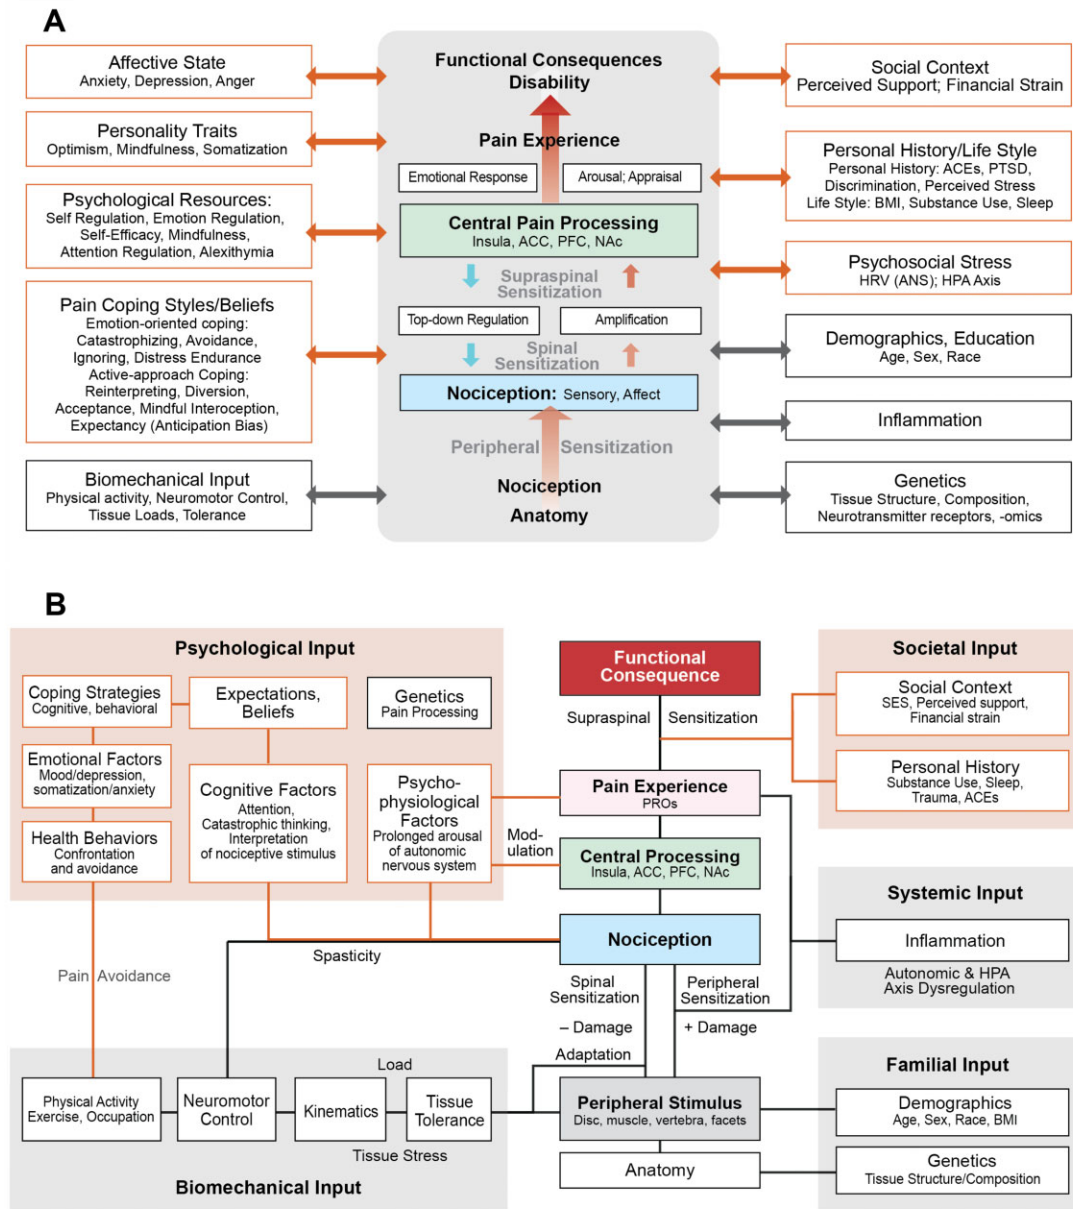 A
Affective State
Anxiety, Depression, Anger
Personality Traits
Optimism, Mindfulness, Somatization
Psychological Resources:
Self Regulation, Emotion Regulation,
Self-Efficacy, Mindfulness,
Attention Regulation, Alexithymia
Pain Coping Styles/Beliefs
Emotion-oriented coping:
Catastrophizing, Avoidance,
Ignoring, Distress Endurance
Active-approach Coping:
Reinterpreting, Diversion,
Acceptance, Mindful Interoception,
Expectancy (Anticipation Bias)
Biomechanical Input
Physical activity, Neuromotor Control,
Tissue Loads, Tolerance
Functional Consequences
Disability
Pain Experience
Emotional Response
Arousal; Appraisal
Central Pain Processing
Insula, ACC, PFC, NAc
Supraspinal
Sensitization
Top-down Regulation
Amplification
Spinal
Sensitization
Nociception: Sensory, Affect
Peripheral Sensitization
Nociception
Anatomy
Social Context
Perceived Support; Financial Strain
Personal History/Life Style
Personal History: ACEs, PTSD,
Discrimination, Perceived Stress
Life Style: BMI, Substance Use, Sleep
Psychosocial Stress
HRV (ANS); HPA Axis
Demographics, Education
Age, Sex, Race
Inflammation
Genetics
Tissue Structure, Composition,
Neurotransmitter receptors, -omics
B
Psychological Input
Coping Strategies
Cognitive, behavioral
Expectations,
Beliefs
Genetics
Pain Processing
Emotional Factors
Mood/depression,
somatization/anxiety
Cognitive Factors
Attention,
Catastrophic thinking,
Interpretation
of nociceptive stimulus
Psycho-
physiological
Factors
Prolonged arousal
of autonomic
nervous system
Health Behaviors
Confrontation
and avoidance
Mod-
ulation
Functional
Consequence
Supraspinal Sensitization
Pain Experience
PROs
Central Processing
Insula, ACC, PFC, NAc
Nociception
Spasticity
Pain Avoidance
Spinal
Sensitization
Peripheral
Sensitization
– Damage
+ Damage
Adaptation
Societal Input
Social Context
SES, Perceived support,
Financial strain
Personal History
Substance Use, Sleep,
Trauma, ACEs
Systemic Input
Inflammation
Autonomic & HPA
Axis Dysregulation
Load
Physical Activity
Exercise, Occupation
Neuromotor
Control
Kinematics
Tissue
Tolerance
Tissue Stress
Biomechanical Input
Peripheral Stimulus
Disc, muscle, vertebra, facets
Anatomy
Familial Input
Demographics
Age, Sex, Race, BMI
Genetics
Tissue Structure/Composition